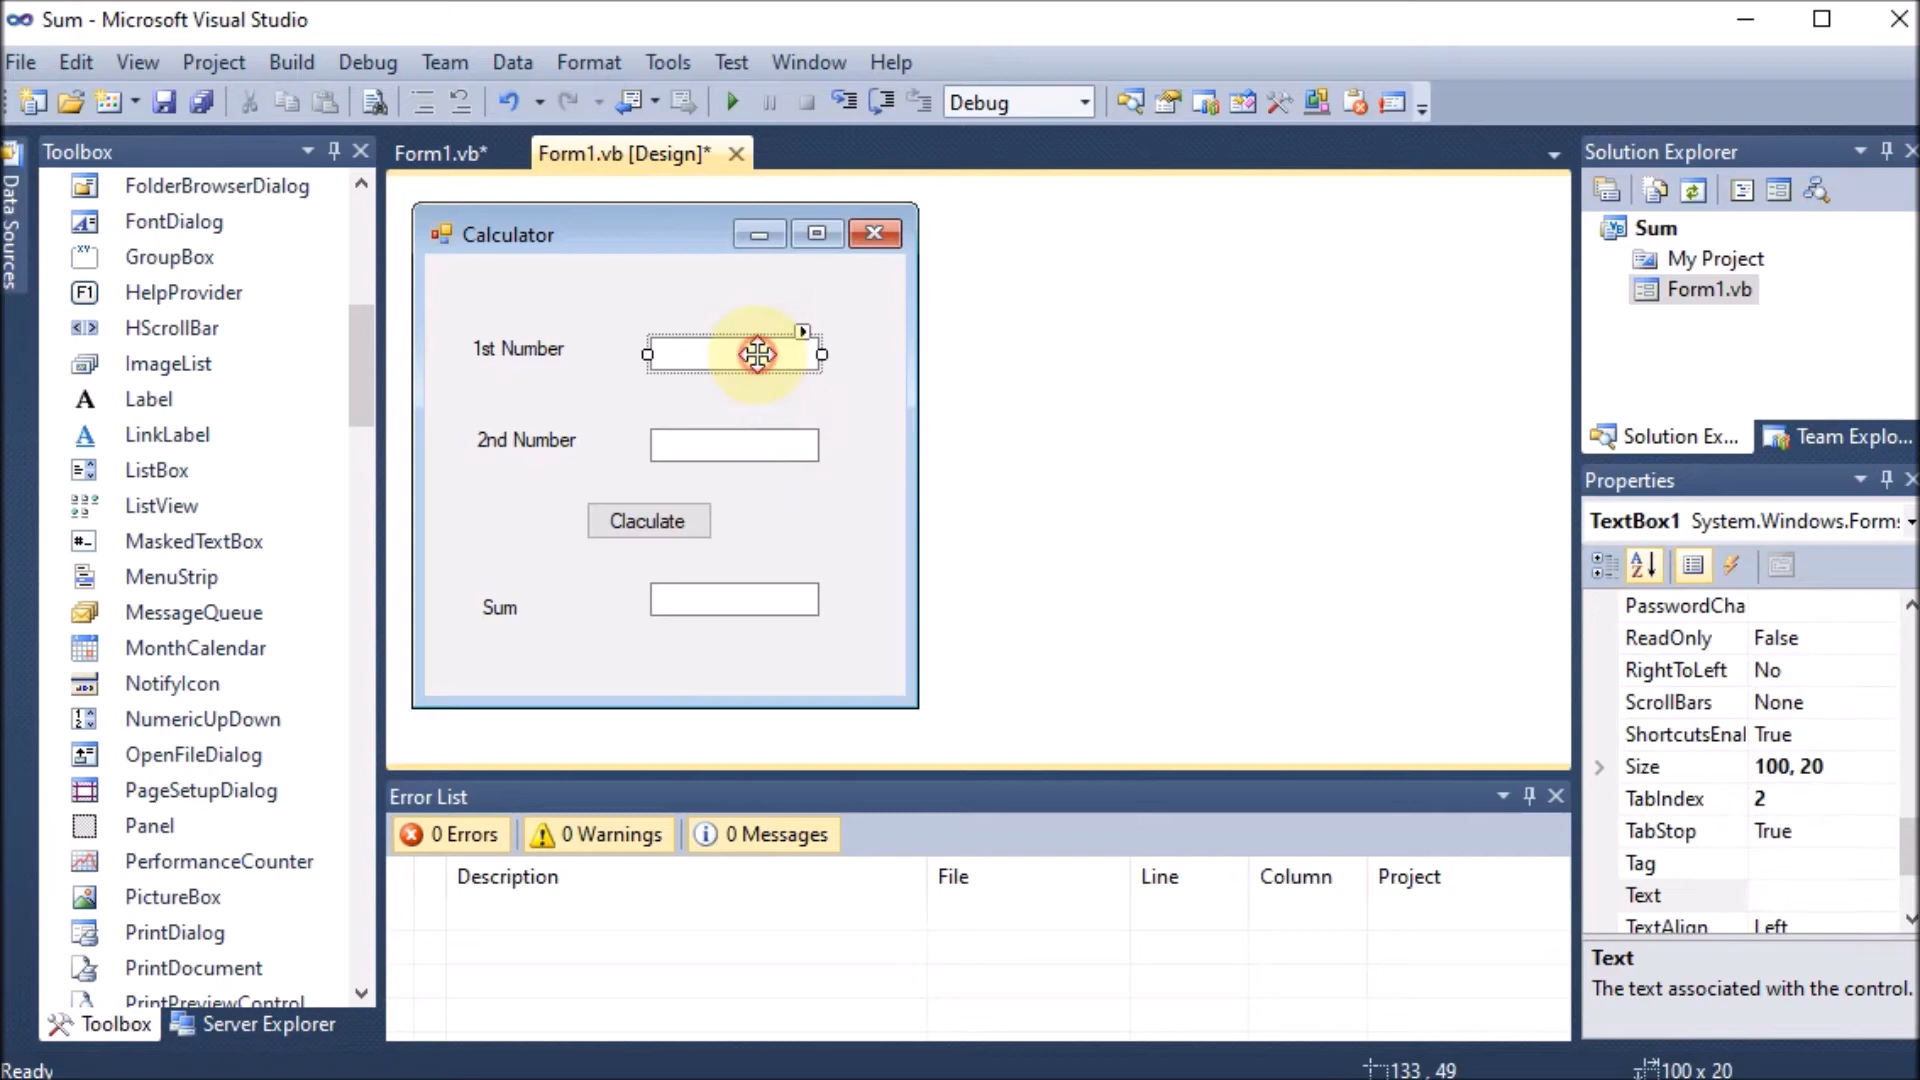 Sum - Microsoft Visual Studio
File Edit View Project Build Debug Team Data Format Tools Test Window Help
Debug
Data Sources
Toolbox
FolderBrowserDialog
FontDialog
GroupBox
HelpProvider
HScrollBar
ImageList
Label
LinkLabel
ListBox
ListView
MaskedTextBox
MenuStrip
MessageQueue
MonthCalendar
NotifyIcon
NumericUpDown
OpenFileDialog
PageSetupDialog
Panel
PerformanceCounter
PictureBox
PrintDialog
PrintDocument
PrintPreviewControl
Toolbox Server Explorer
Form1.vb* Form1.vb [Design]*
Calculator
1st Number
2nd Number
Claculate
Sum
Error List
0 Errors 0 Warnings 0 Messages
Description File Line Column Project
Solution Explorer
Sum
My Project
Form1.vb
Solution Ex... Team Explo...
Properties
TextBox1 System.Windows.Form:
PasswordCha
ReadOnly False
RightToLeft No
ScrollBars None
ShortcutsEnal True
Size 100, 20
TabIndex 2
TabStop True
Tag
Text
TextAlign Left
Text
The text associated with the control.
Ready 133 , 49 100 x 20